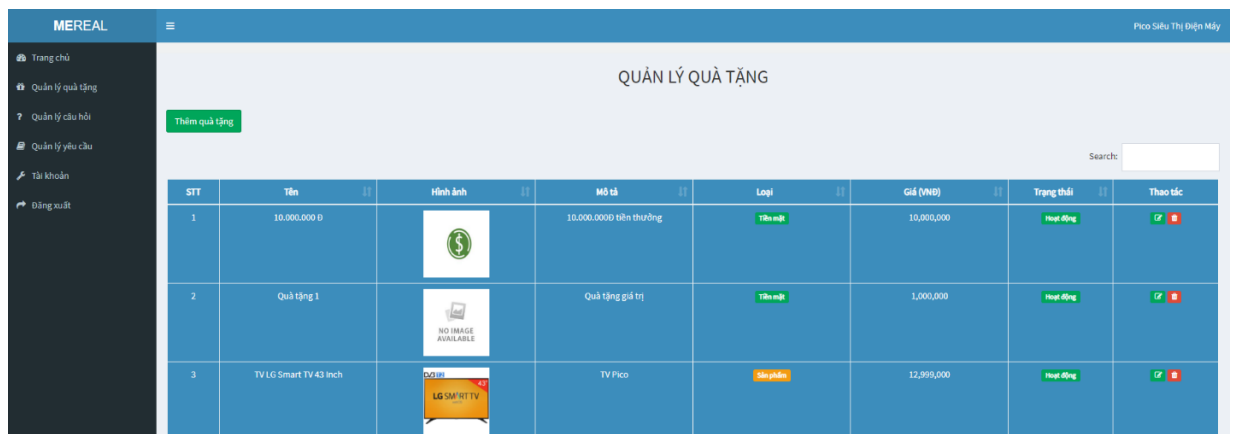 MEREAL
Pico Siêu Thị Điện Máy
Trang chủ
Quản lý quà tặng
Quản lý câu hỏi
Quản lý yêu cầu
Tài khoản
Đăng xuất
QUẢN LÝ QUÀ TẶNG
Thêm quà tặng
Search:
STT Tên Hình ảnh Mô tả Loại Giá (VNĐ) Trạng thái Thao tác
1 10.000.000 Đ 10.000.000Đ tiền thưởng Tiền mặt 10,000,000 Hoạt động
2 Quà tặng 1 NO IMAGE AVAILABLE Quà tặng giá trị Tiền mặt 1,000,000 Hoạt động
3 TV LG Smart TV 43 Inch 43" LG SMART TV TV Pico Sản phẩm 12,999,000 Hoạt động